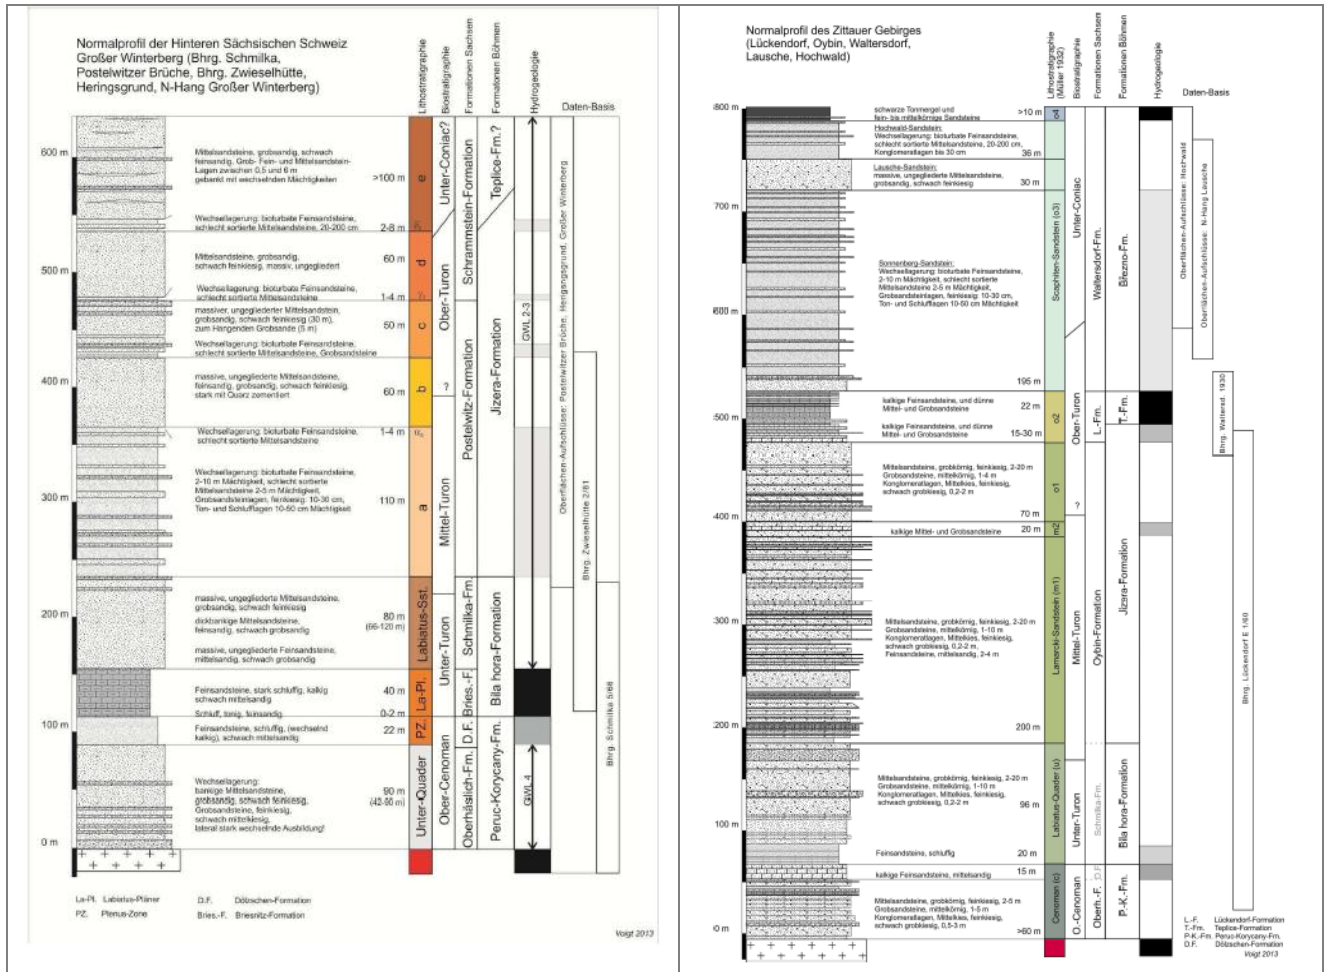 Normalprofil der Hinteren Sächsischen Schweiz
Großer Winterberg (Bhrg. Schmilka,
Postelwitzer Brüche, Bhrg. Zwieselhütte,
Heringsgrund, N-Hang Großer Winterberg)
Lithostratigraphie
Biostratigraphie
Formationen Sachsen
Formationen Böhmen
Hydrogeologie
Daten-Basis
600 m
500 m
400 m
300 m
200 m
100 m
0 m
Mittelsandsteine, grobsandig, schwach
feinsandig, Grob- Fein- und Mittelsandstein-
Lagen zwischen 0,5 und 6 m
gebankt mit wechselnden Mächtigkeiten
>100 m
Wechsellagerung: bioturbate Feinsandsteine,
schlecht sortierte Mittelsandsteine, 20-200 cm
2-8 m
Mittelsandsteine, grobsandig,
schwach feinkiesig, massiv, ungegliedert
60 m
Wechsellagerung: bioturbate Feinsandsteine,
schlecht sortierte Mittelsandsteine
1-4 m
massiver, ungegliederter Mittelsandstein,
grobsandig, schwach feinkiesig (30 m),
zum Hangenden Grobsande (5 m)
50 m
Wechsellagerung: bioturbate Feinsandsteine,
schlecht sortierte Mittelsandsteine, Grobsandsteine
massive, ungegliederte Mittelsandsteine,
feinsandig, grobsandig, schwach feinkiesig,
stark mit Quarz zementiert
60 m
Wechsellagerung: bioturbate Feinsandsteine,
schlecht sortierte Mittelsandsteine
1-4 m
Wechsellagerung: bioturbate Feinsandsteine,
2-10 m Mächtigkeit, schlecht sortierte
Mittelsandsteine 2-5 m Mächtigkeit,
Grobsandsteinlagen, feinkiesig: 10-30 cm,
Ton- und Schlufflagen 10-50 cm Mächtigkeit
110 m
massive, ungegliederte Mittelsandsteine,
grobsandig, schwach feinkiesig
dickbankige Mittelsandsteine,
feinsandig, schwach grobsandig
80 m
(66-120 m)
massive, ungegliederte Feinsandsteine,
mittelsandig, schwach grobsandig
Feinsandsteine, stark schluffig, kalkig
schwach mittelsandig
40 m
Schluff, tonig, feinsandig
0-2 m
Feinsandsteine, schluffig, (wechselnd
kalkig), schwach mittelsandig
22 m
Wechsellagerung:
bankige Mittelsandsteine,
grobsandig, schwach feinkiesig,
Grobsandsteine, feinkiesig,
schwach mittelkiesig,
lateral stark wechselnde Ausbildung!
90 m
(42-90 m)
e
d
c
b
a
Labiatus-Sst.
La-Pl.
PZ.
Unter-Quader
Unter-Coniac?
Ober-Turon
?
Mittel-Turon
Unter-Turon
Ober-Cenoman
Schrammstein-Formation
Postelwitz-Formation
Schmilka-Fm.
Bries.-F.
D.F.
Oberhäslich-Fm.
Teplice-Fm.?
Jizera-Formation
Bila hora-Formation
Peruc-Korycany-Fm.
GWL 2-3
GWL 4
Oberflächen-Aufschlüsse: Postelwitzer Brüche, Heringsgrund, Großer Winterberg
Bhrg. Zwieselhütte 2/81
Bhrg. Schmilka 5/66
La-Pl. Labiatus-Pläner
PZ. Plenus-Zone
D.F. Dölzschen-Formation
Bries.-F. Briesnitz-Formation
Voigt 2013
Normalprofil des Zittauer Gebirges
(Lückendorf, Oybin, Waltersdorf,
Lausche, Hochwald)
Lithostratigraphie
(Müller 1932)
Biostratigraphie
Formationen Sachsen
Formationen Böhmen
Hydrogeologie
Daten-Basis
800 m
700 m
600 m
500 m
400 m
300 m
200 m
100 m
0 m
schwarze Tonmergel und
fein- bis mittelkörnige Sandsteine
>10 m
Hochwald-Sandstein:
Wechsellagerung: bioturbate Feinsandsteine,
schlecht sortierte Mittelsandsteine, 20-200 cm,
Konglomeratlagen bis 30 cm
36 m
Lausche-Sandstein:
massive, ungegliederte Sandsteine,
grobsandig, schwach feinkiesig
30 m
Sonnenberg-Sandstein:
Wechsellagerung: bioturbate Feinsandsteine,
2-10 m Mächtigkeit, schlecht sortierte
Mittelsandsteine 2-5 m Mächtigkeit,
Grobsandsteinlagen, feinkiesig: 10-30 cm,
Ton- und Schlufflagen 10-50 cm Mächtigkeit
195 m
kalkige Feinsandsteine, und dünne
Mittel- und Grobsandsteine
22 m
kalkige Feinsandsteine, und dünne
Mittel- und Grobsandsteine
15-30 m
Mittelsandsteine, grobkörnig, feinkiesig, 2-20 m
Grobsandsteine, mittelkörnig, 1-4 m
Konglomeratlagen, Mittelkies, feinkiesig,
schwach grobkiesig, 0,2-2 m
70 m
kalkige Mittel- und Grobsandsteine
20 m
Mittelsandsteine, grobkörnig, feinkiesig, 2-20 m
Grobsandsteine, mittelkörnig, 1-10 m
Konglomeratlagen, Mittelkies, feinkiesig,
schwach grobkiesig, 0,2-2 m,
Feinsandsteine, mittelsandig, 2-4 m
200 m
Mittelsandsteine, grobkörnig, feinkiesig, 2-20 m
Grobsandsteine, mittelkörnig, 1-10 m
Konglomeratlagen, Mittelkies, feinkiesig,
schwach grobkiesig, 0,2-2 m
96 m
Feinsandsteine, schluffig
20 m
kalkige Feinsandsteine, mittelsandig
15 m
Mittelsandsteine, grobkörnig, feinkiesig, 2-5 m
Grobsandsteine, mittelkörnig, 1-5 m
Konglomeratlagen, Mittelkies, feinkiesig,
schwach grobkiesig, 0,5-3 m
>60 m
o4
Scaphiten-Sandstein (o3)
o2
o1
m2
Lamarcki-Sandstein (m1)
Labiatus-Quader (u)
Cenoman (c)
Unter-Coniac
Ober-Turon
?
Mittel-Turon
Unter-Turon
O.-Cenoman
Waltersdorf-Fm.
L.-Fm.
Oybin-Formation
Schmilka-Fm.
D.F.
Oberh.-F.
Březno-Fm.
T.-Fm.
Jizera-Formation
Bila hora-Formation
P.-K.-Fm.
Oberflächen-Aufschlüsse: Hochwald
Oberflächen-Aufschlüsse: N-Hang Lausche
Bhrg. Waltersd. 1930
Bhrg. Lückendorf E 1/60
L.-F. Lückendorf-Formation
T.-Fm. Teplice-Formation
P-K.-Fm. Peruc-Korycany-Fm.
D.F. Dölzschen-Formation
Voigt 2013